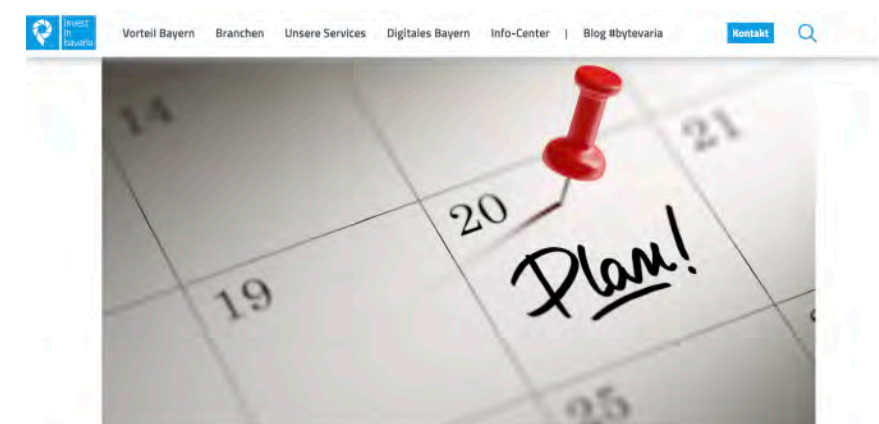 Invest
in
bavaria
Vorteil Bayern Branchen Unsere Services Digitales Bayern Info-Center | Blog #bytevaria Kontakt
14
21
20
Plan!
19
25